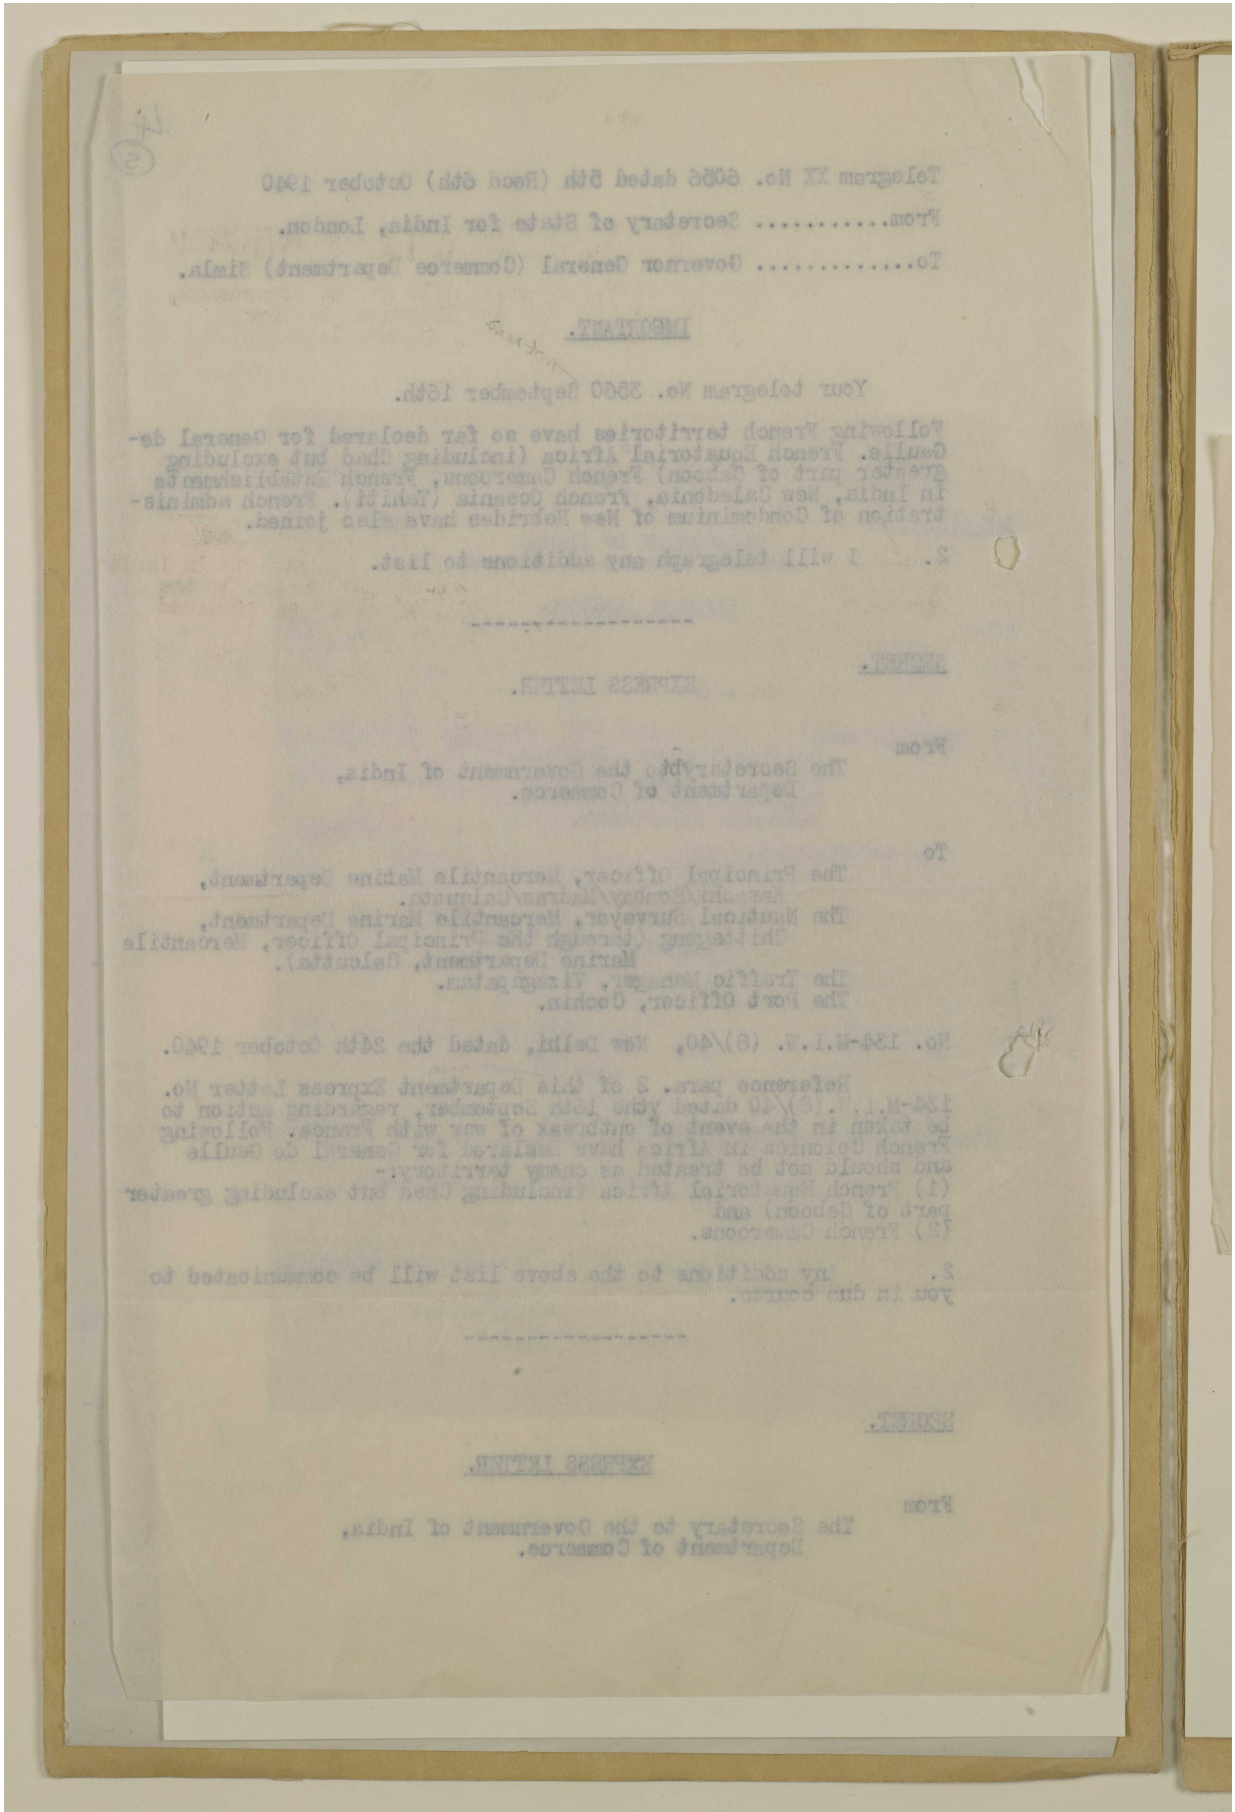 4
5
Telegram XX No. 6056 dated 5th (Recd 6th) October 1940
From............ Secretary of State for India, London.
To.............. Governor General (Commerce Department) Simla.
IMPORTANT.
Your telegram No. 3560 September 16th.
Following French territories have so far declared for General de-
Gaulle. French Equatorial Africa (including Chad but excluding
greater part of Gaboon) French Cameroons, French Establishments
in India, New Caledonia, French Oceania (Tahiti). French adminis-
tration of Condominium of New Hebrides have also joined.
2. I will telegraph any additions to list.
-------------------
SECRET.
EXPRESS LETTER.
From
The Secretary to the Government of India,
Department of Commerce.
To
The Principal Officer, Mercantile Marine Department,
Karachi/Bombay/Madras/Calcutta.
The Nautical Surveyor, Mercantile Marine Department,
Chittagong (through the Principal Officer, Mercantile
Marine Department, Calcutta).
The Traffic Manager, Vizagapatam.
The Port Officer, Cochin.
No. 134-M.I.W. (8)/40, New Delhi, dated the 24th October 1940.
Reference para. 2 of this Department Express Letter No.
134-M.I.W.(8)/40 dated the September, regarding action to
be taken in the event of outbreak of war with France. Following
French Colonies in Africa have declared for General de Gaulle
and should not be treated as enemy territory:-
(1) French Equatorial Africa (including Chad but excluding greater
part of Gaboon) and
(2) French Cameroons.
2. Any additions to the above list will be communicated to
you in due course.
-------------------
SECRET.
EXPRESS LETTER.
From
The Secretary to the Government of India,
Department of Commerce.